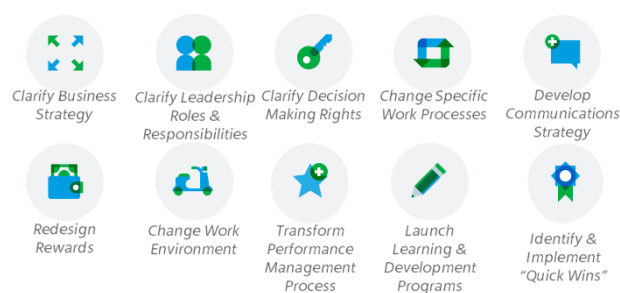 Clarify Business
Strategy
Clarify Leadership
Roles &
Responsibilities
Clarify Decision
Making Rights
Change Specific
Work Processes
Develop
Communications
Strategy
Redesign
Rewards
Change Work
Environment
Transform
Performance
Management
Process
Launch
Learning &
Development
Programs
Identify &
Implement
“Quick Wins”